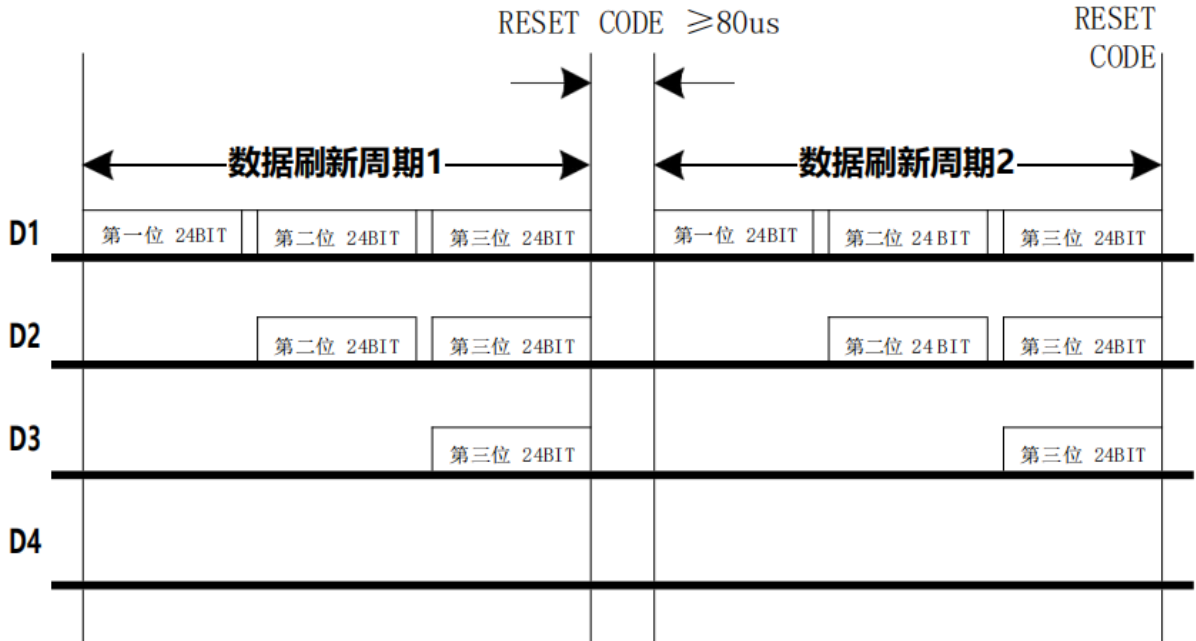 RESET CODE ≥80us
RESET
CODE
数据刷新周期1
数据刷新周期2
D1
第一位 24BIT
第二位 24BIT
第三位 24BIT
第一位 24BIT
第二位 24BIT
第三位 24BIT
D2
第二位 24BIT
第三位 24BIT
第二位 24BIT
第三位 24BIT
D3
第三位 24BIT
第三位 24BIT
D4